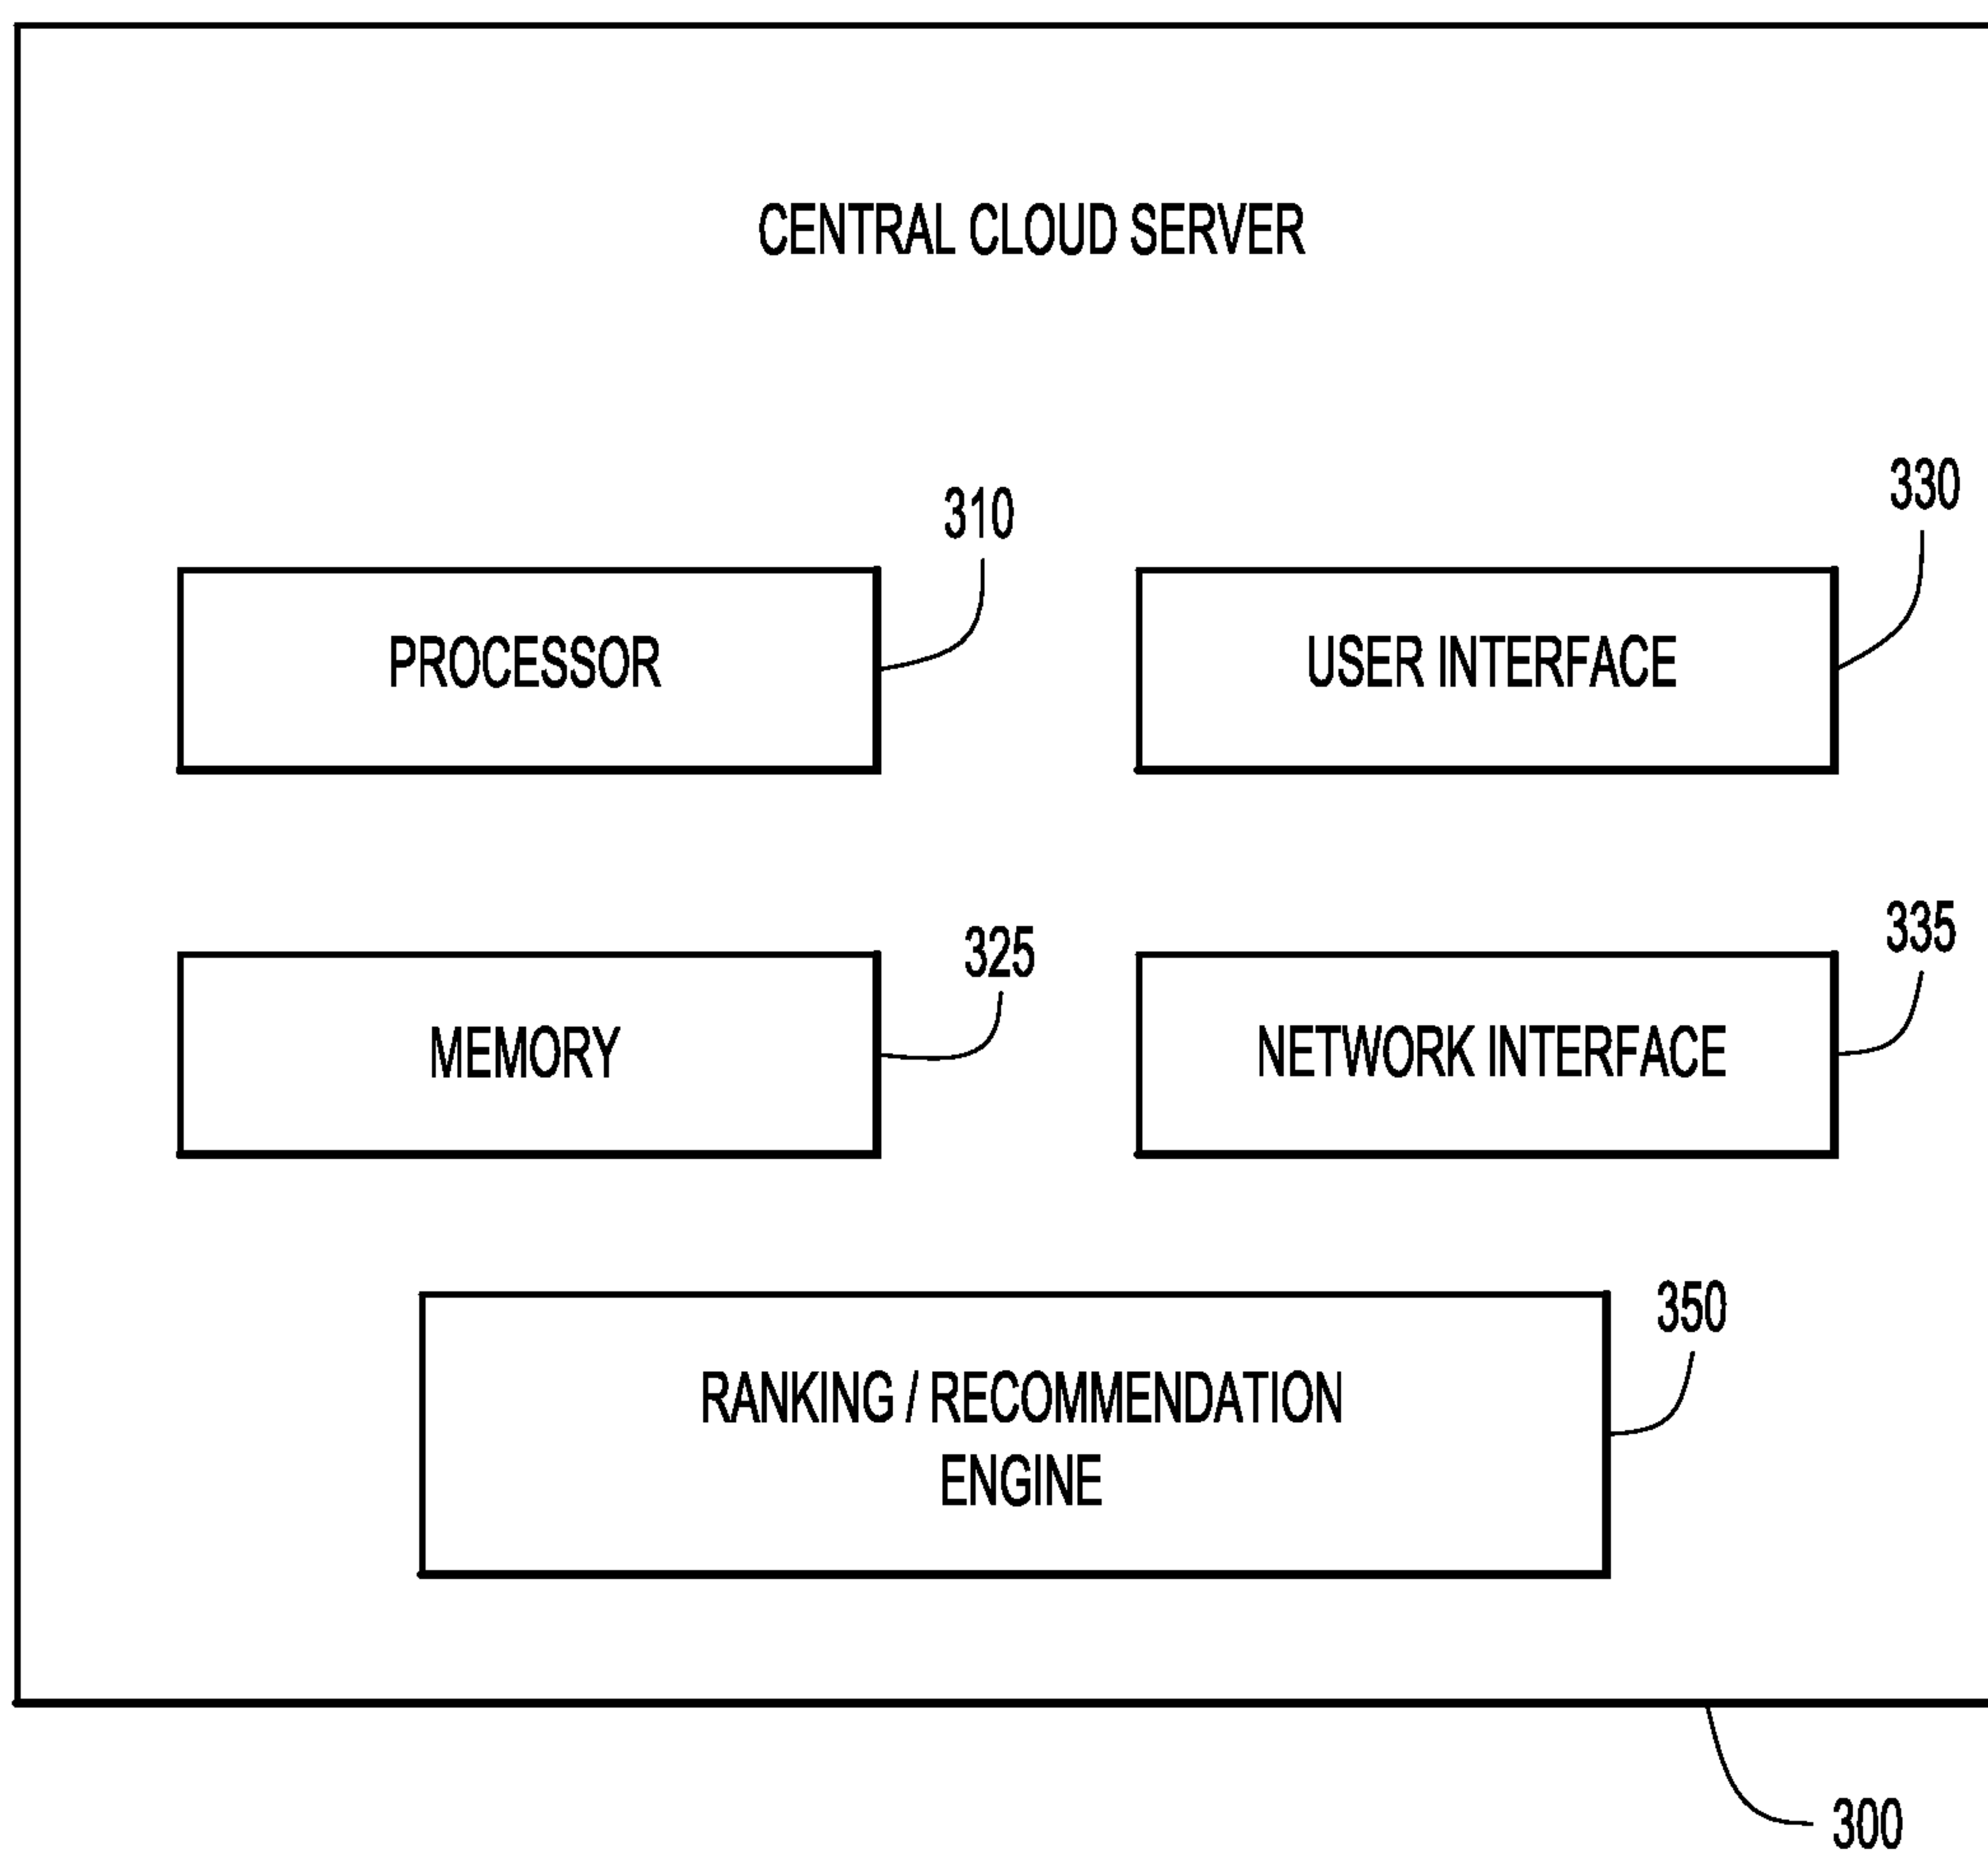 CENTRAL CLOUD SERVER
310
330
PROCESSOR
USER INTERFACE
325
335
MEMORY
NETWORK INTERFACE
350
RANKING / RECOMMENDATION
ENGINE
300